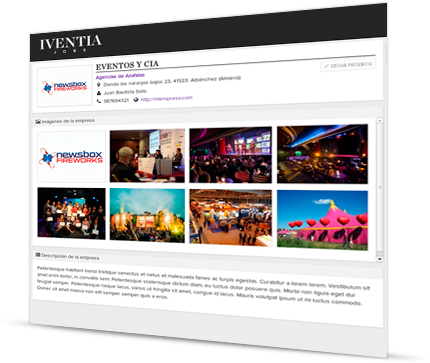 IVENTIA
JOBS
newsbox
FIREWORKS
EVENTOS Y CIA
EDITAR PRESENCIA
Agencias de Azafatas
Donde los naranjos bajos 23, 41523. Albánchez (Almería)
Juan Bautista Solis
987654321 http://miempresa.com
Imágenes de la empresa
newsbox
FIREWORKS
Descripción de la empresa
Pellentesque habitant morbi tristique senectus et netus et malesuada fames ac turpis egestas. Curabitur a lorem lorem. Vestibulum sit
amet enim tortor, in convallis sem. Pellentesque scelerisque dictum diam, eu luctus dolor posuere quis. Morbi non ligula eget dui
feugiat semper. Pellentesque neque lacus, varius ut fringilla sit amet, congue id lacus. Mauris volutpat ipsum ut mi luctus commodo.
Donec sit amet massa non elit semper semper quis a eros.